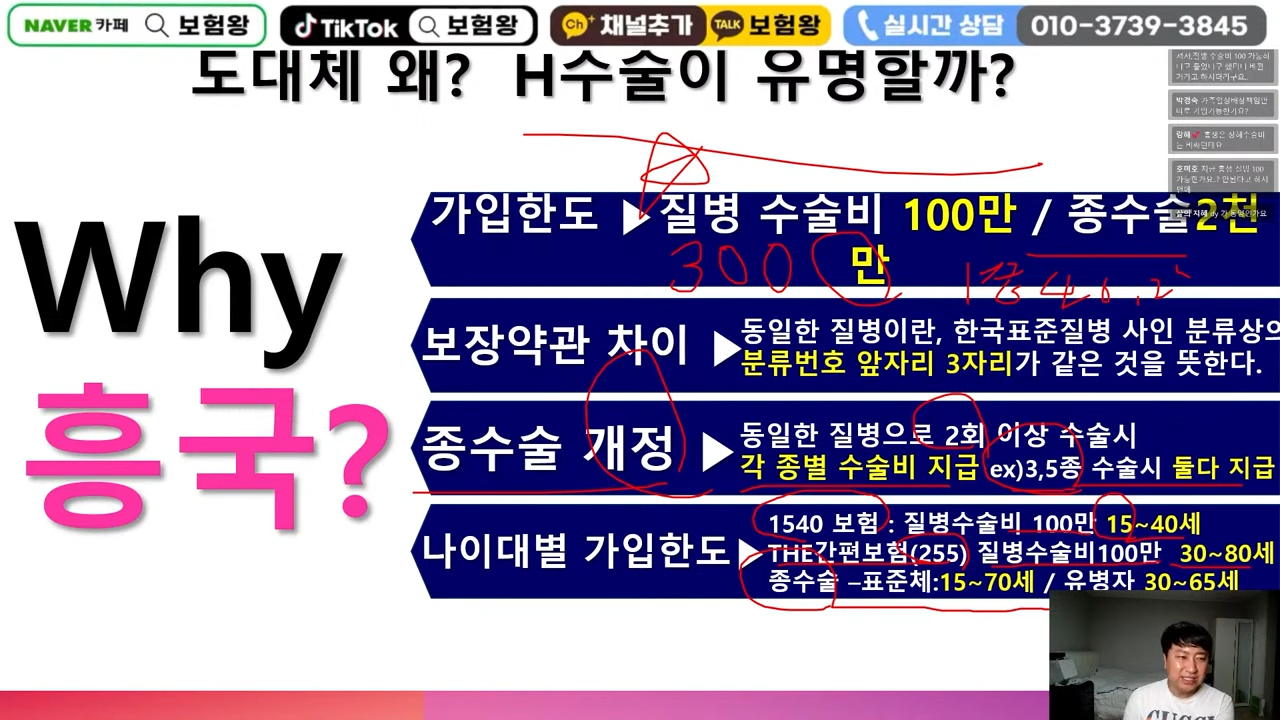 NAVER 카페 보험왕
TikTok 보험왕
Ch+ 채널추가 TALK 보험왕
실시간 상담 010-3739-3845
도대체 왜? H수술이 유명할까?
Why
흥국?
가입한도 ▶질병 수술비 100만 / 종수술2천
만
300
1종
보장약관 차이 ▶
동일한 질병이란, 한국표준질병 사인 분류상의
분류번호 앞자리 3자리가 같은 것을 뜻한다.
종수술 개정 ▶
동일한 질병으로 2회 이상 수술시
각 종별 수술비 지급 ex)3,5종 수술시 둘다 지급
나이대별 가입한도▶
1540 보험 : 질병수술비 100만 15~40세
THE간편보험(255) 질병수술비100만 30~80세
종수술 –표준체:15~70세 / 유병자 30~65세
GUCCI